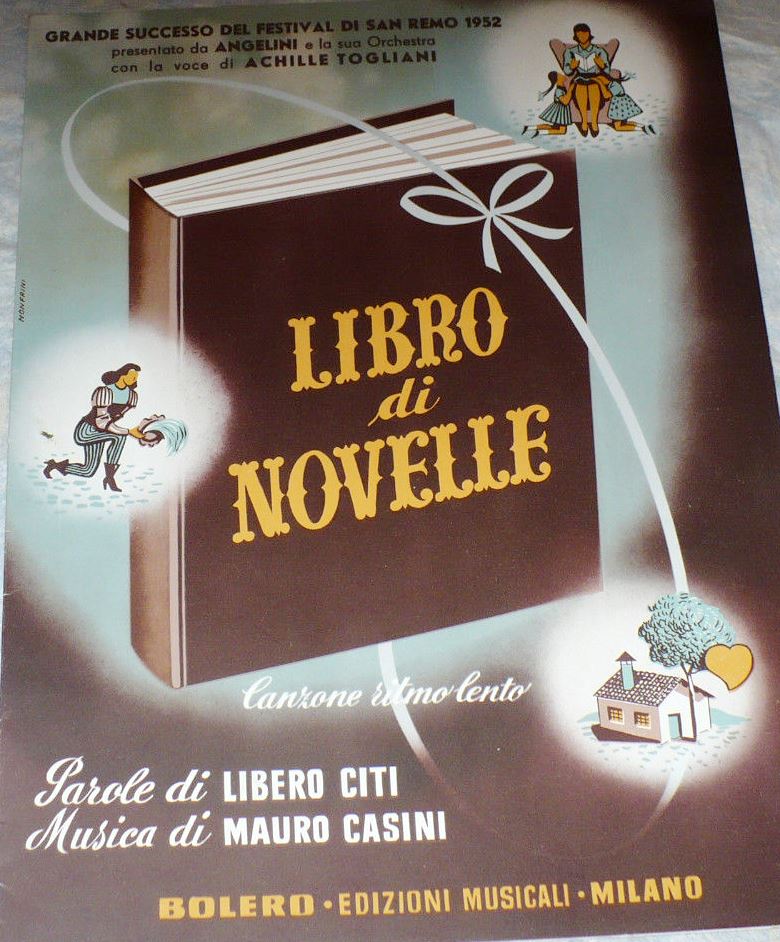 GRANDE SUCCESSO DEL FESTIVAL DI SAN REMO 1952
presentato da ANGELINI e la sua Orchestra
con la voce di ACHILLE TOGLIANI
MONFRINI
LIBRO
di
NOVELLE
Canzone ritmo lento
Parole di LIBERO CITI
Musica di MAURO CASINI
BOLERO • EDIZIONI MUSICALI • MILANO